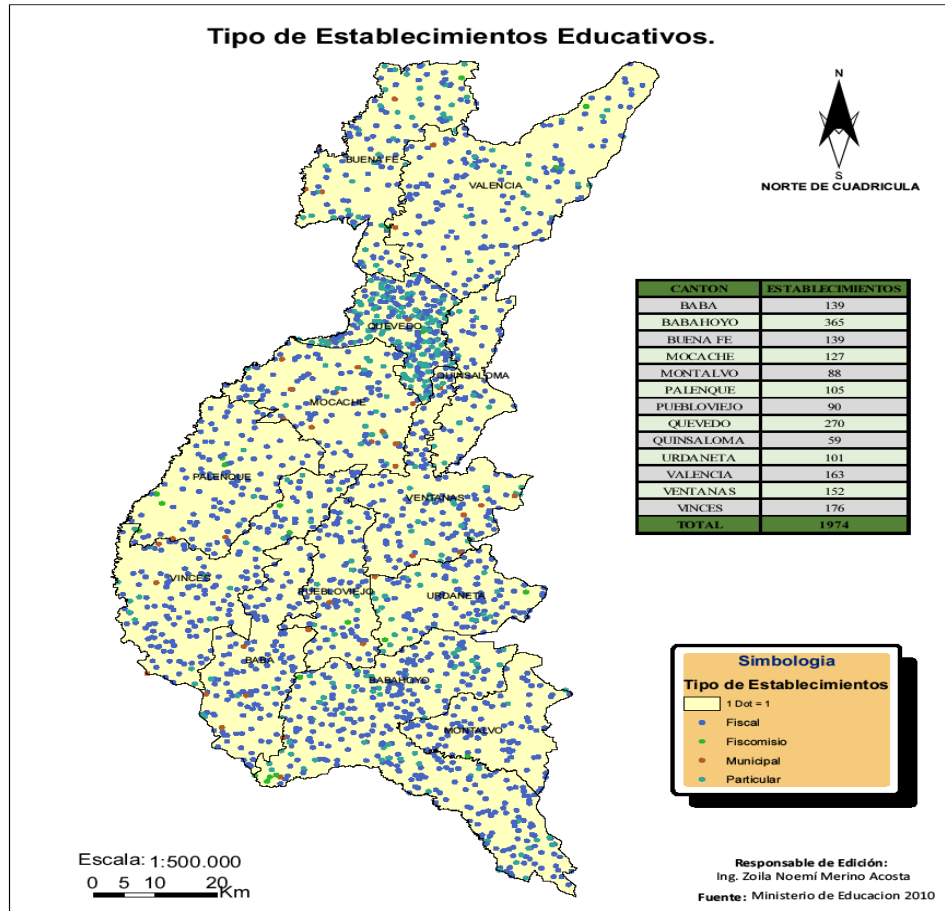 Tipo de Establecimientos Educativos.
N
S
NORTE DE CUADRICULA
BUENA FE
VALENCIA
QUEVEDO
QUINSALOMA
MOCACHE
PALENQUE
VENTANAS
VINCES
PUEBLOVIEJO
URDANETA
BABA
BABAHOYO
MONTALVO
CANTON ESTABLECIMIENTOS
BABA 139
BABAHOYO 365
BUENA FE 139
MOCACHE 127
MONTALVO 88
PALENQUE 105
PUEBLOVIEJO 90
QUEVEDO 270
QUINSALOMA 59
URDANETA 101
VALENCIA 163
VENTANAS 152
VINCES 176
TOTAL 1974
Simbologia
Tipo de Establecimientos
1 Dot = 1
Fiscal
Fiscomisio
Municipal
Particular
Escala: 1:500.000
0 5 10 20 Km
Responsable de Edición:
Ing. Zoila Noemí Merino Acosta
Fuente: Ministerio de Educacion 2010